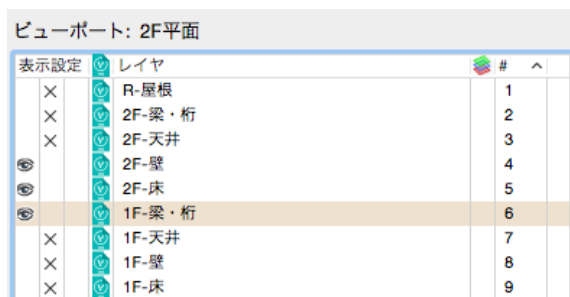 ビューポート: 2F平面
表示設定 レイヤ #
R-屋根 1
2F-梁・桁 2
2F-天井 3
2F-壁 4
2F-床 5
1F-梁・桁 6
1F-天井 7
1F-壁 8
1F-床 9